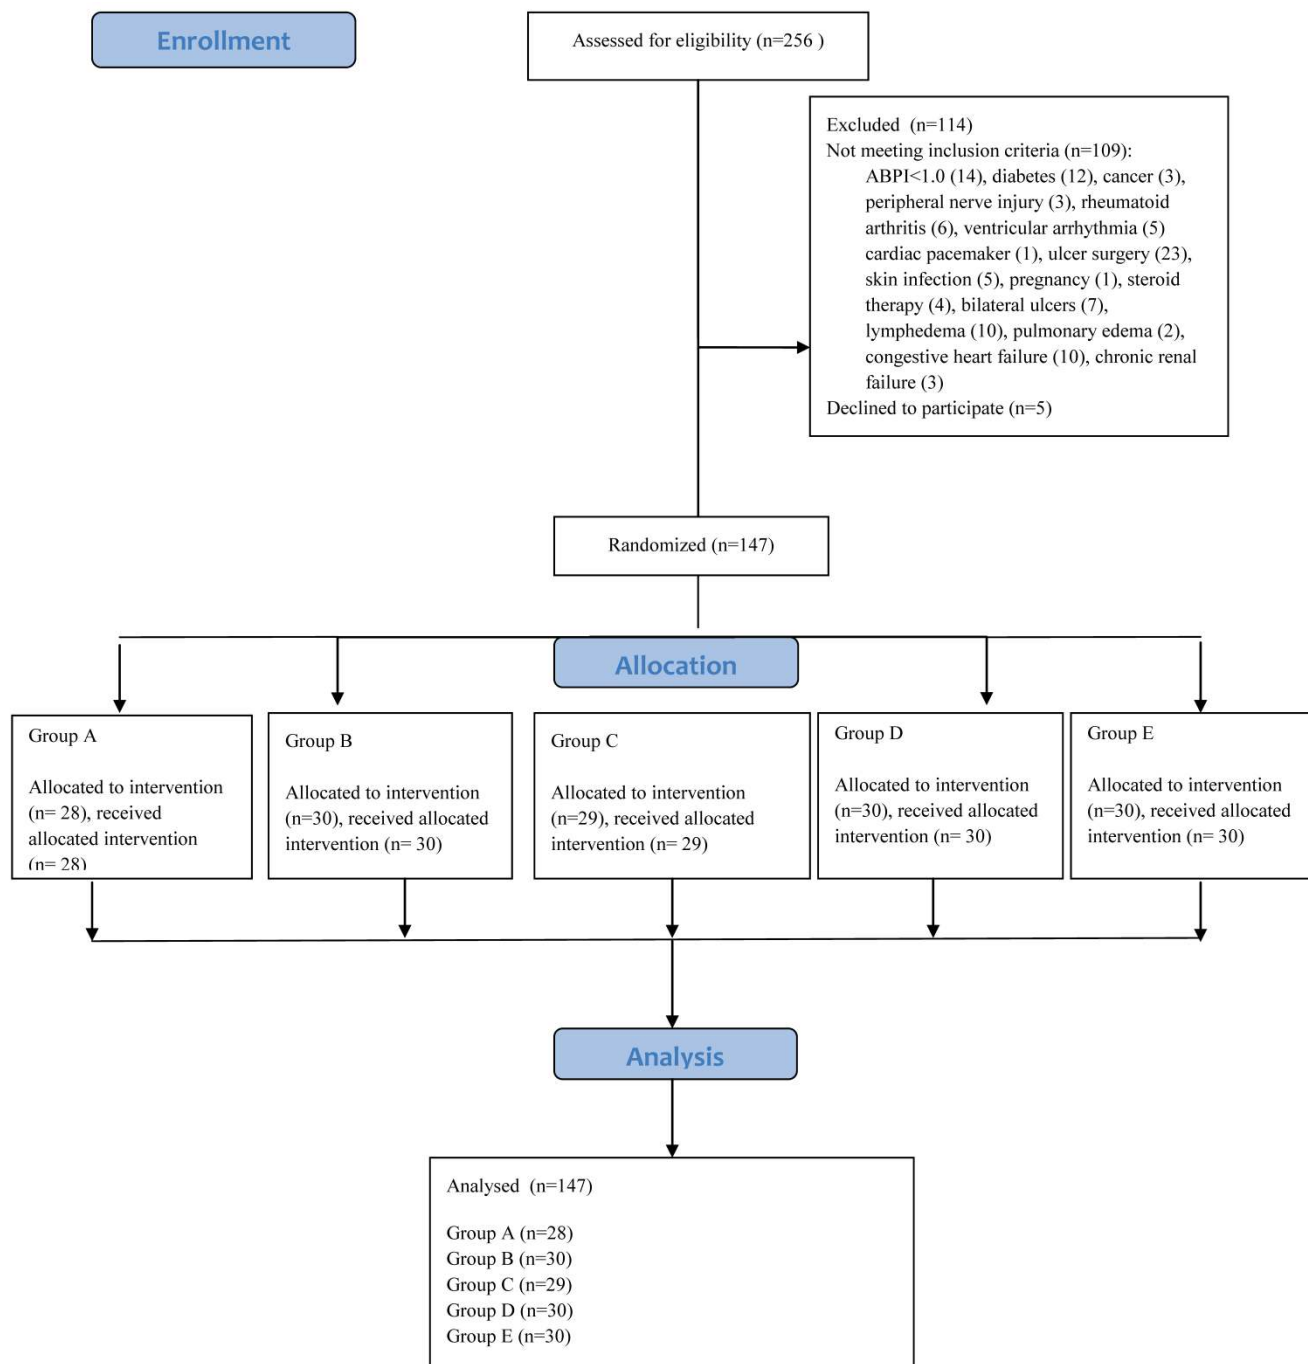 Enrollment
Assessed for eligibility (n=256 )
Excluded  (n=114)
Not meeting inclusion criteria (n=109):
ABPI<1.0 (14), diabetes (12), cancer (3),
peripheral nerve injury (3), rheumatoid
arthritis (6), ventricular arrhythmia (5)
cardiac pacemaker (1), ulcer surgery (23),
skin infection (5), pregnancy (1), steroid
therapy (4), bilateral ulcers (7),
lymphedema (10), pulmonary edema (2),
congestive heart failure (10), chronic renal
failure (3)
Declined to participate (n=5)
Randomized (n=147)
Allocation
Group A
Allocated to intervention
(n= 28), received
allocated intervention
(n= 28)
Group B
Allocated to intervention
(n=30), received allocated
intervention (n= 30)
Group C
Allocated to intervention
(n=29), received allocated
intervention (n= 29)
Group D
Allocated to intervention
(n=30), received allocated
intervention (n= 30)
Group E
Allocated to intervention
(n=30), received allocated
intervention (n= 30)
Analysis
Analysed  (n=147)
Group A (n=28)
Group B (n=30)
Group C (n=29)
Group D (n=30)
Group E (n=30)